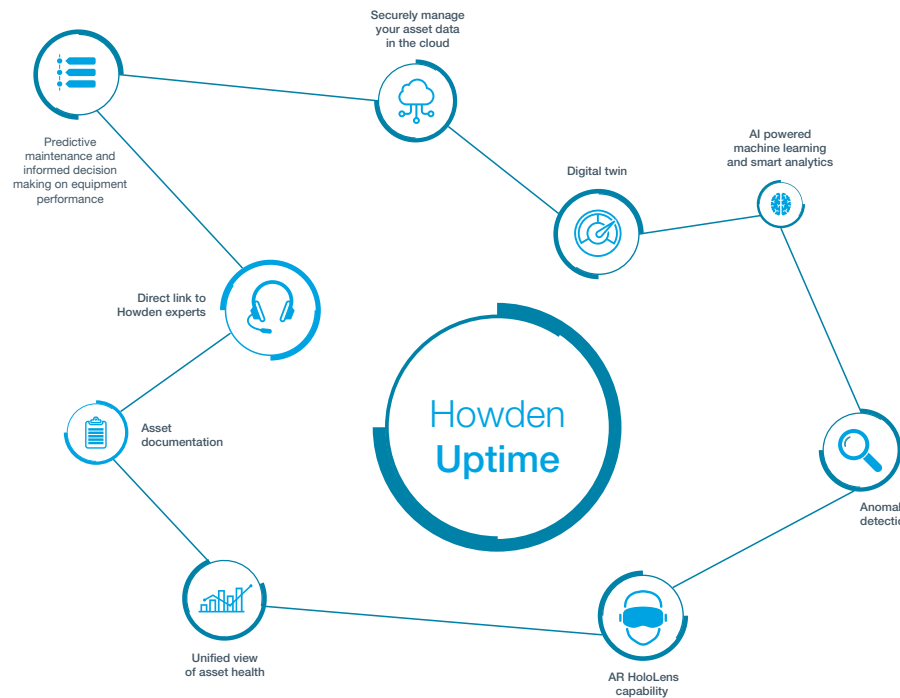 Securely manage
your asset data
in the cloud
Predictive
maintenance and
informed decision
making on equipment
performance
Digital twin
AI powered
machine learning
and smart analytics
Direct link to
Howden experts
Howden
Uptime
Asset
documentation
Anomal
detectio
Unified view
of asset health
AR HoloLens
capability